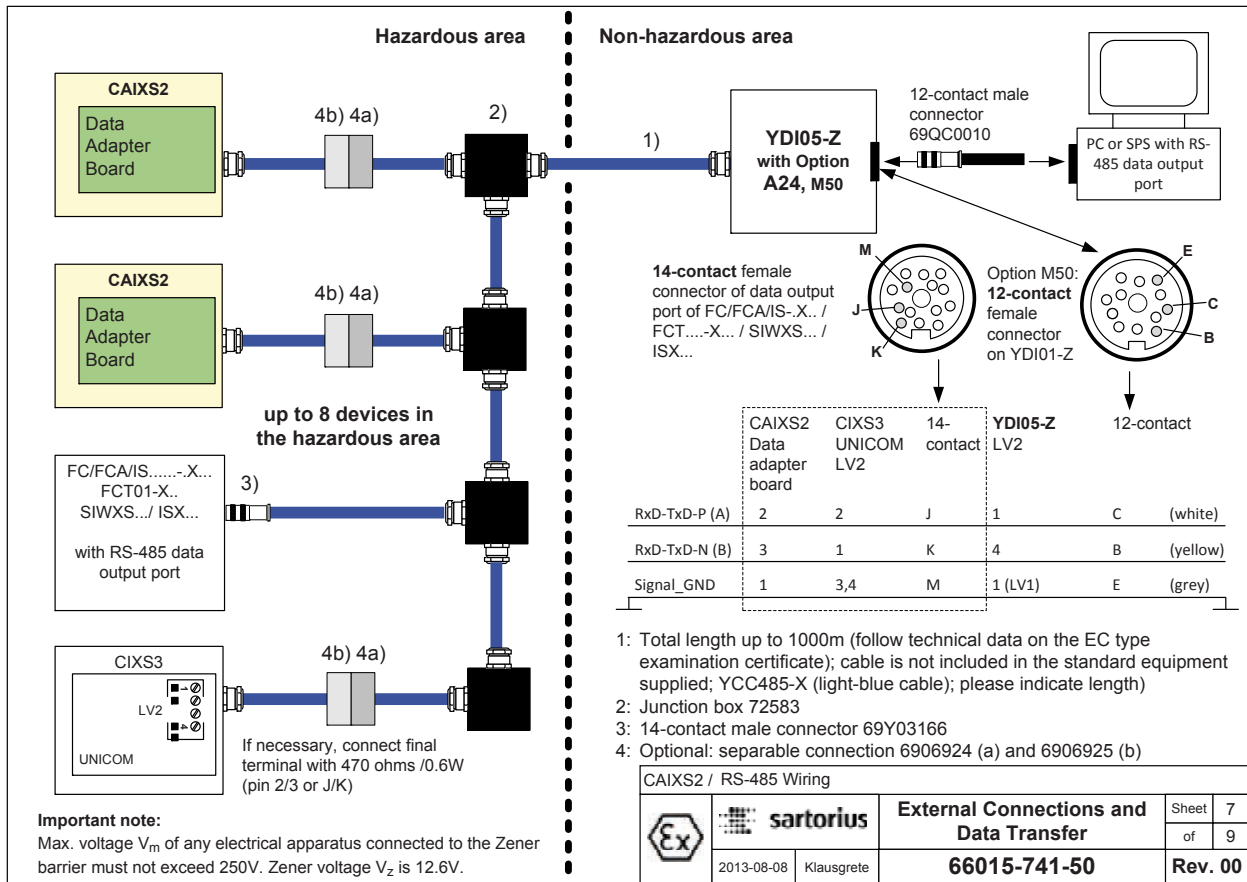 Hazardous area
Non-hazardous area
CAIXS2
Data
Adapter
Board
4b) 4a)
2)
1)
YDI05-Z
with Option
A24, M50
12-contact male
connector
69QC0010
PC or SPS with RS-
485 data output
port
CAIXS2
Data
Adapter
Board
4b) 4a)
14-contact female
connector of data output
port of FC/FCA/IS-.X.. /
FCT....-X... / SIWXS... /
ISX...
M
J
K
Option M50:
12-contact
female
connector
on YDI01-Z
E
C
B
up to 8 devices in
the hazardous area
FC/FCA/IS......-.X...
FCT01-X..
SIWXS.../ ISX...
with RS-485 data
output port
3)
CAIXS2 Data adapter board CIXS3 UNICOM LV2 14-contact YDI05-Z LV2 12-contact
RxD-TxD-P (A) 2 2 J 1 C (white)
RxD-TxD-N (B) 3 1 K 4 B (yellow)
Signal_GND 1 3,4 M 1 (LV1) E (grey)
CIXS3
1
LV2
4
UNICOM
4b) 4a)
If necessary, connect final
terminal with 470 ohms /0.6W
(pin 2/3 or J/K)
Important note:
Max. voltage Vm of any electrical apparatus connected to the Zener
barrier must not exceed 250V. Zener voltage Vz is 12.6V.
1: Total length up to 1000m (follow technical data on the EC type
examination certificate); cable is not included in the standard equipment
supplied; YCC485-X (light-blue cable); please indicate length)
2: Junction box 72583
3: 14-contact male connector 69Y03166
4: Optional: separable connection 6906924 (a) and 6906925 (b)
CAIXS2 / RS-485 Wiring
Ex
sartorius
External Connections and
Data Transfer
Sheet 7
of 9
2013-08-08 Klausgrete
66015-741-50
Rev. 00